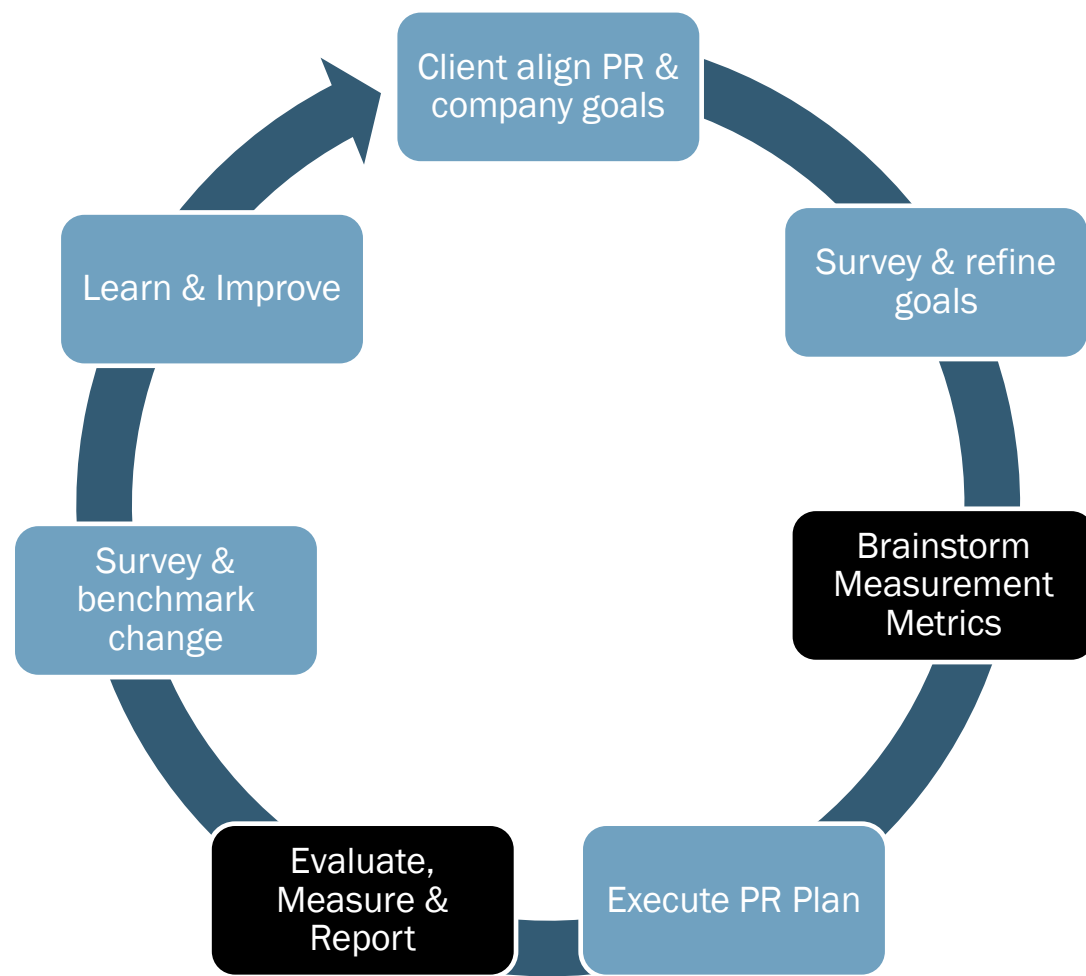 Client align PR &
company goals
Survey & refine
goals
Brainstorm
Measurement
Metrics
Execute PR Plan
Evaluate,
Measure &
Report
Survey &
benchmark
change
Learn & Improve